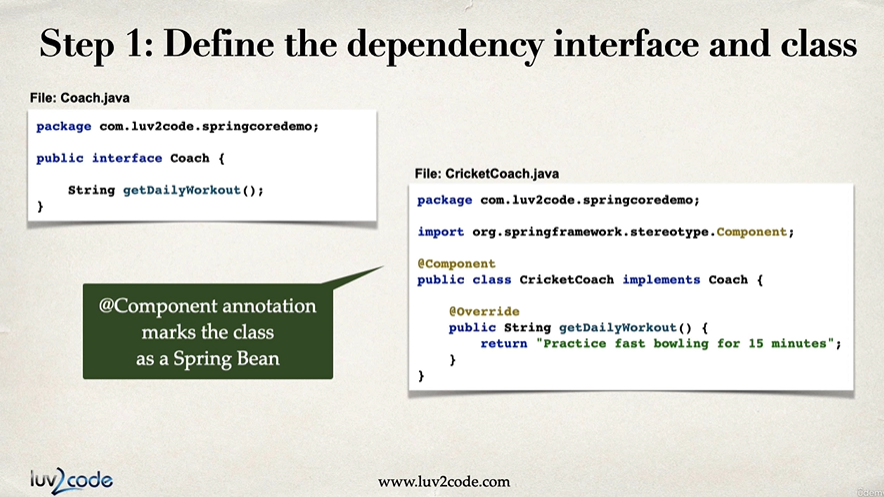 Step 1: Define the dependency interface and class
File: Coach.java
package com.luv2code.springcoredemo;
public interface Coach {
String getDailyWorkout();
}
File: CricketCoach.java
package com.luv2code.springcoredemo;
import org.springframework.stereotype.Component;
@Component
public class CricketCoach implements Coach {
@Override
public String getDailyWorkout() {
return "Practice fast bowling for 15 minutes";
}
}
@Component annotation
marks the class
as a Spring Bean
luv2code
www.luv2code.com
Udemy